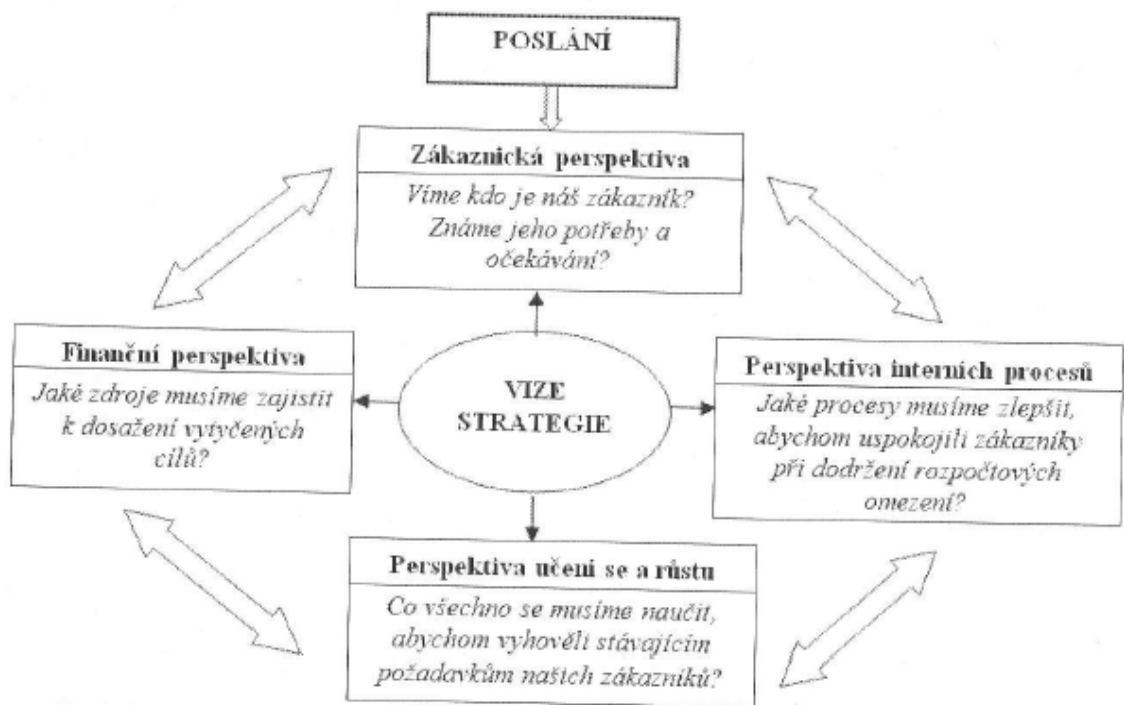 POSLÁNÍ
Zákaznická perspektiva
Víme kdo je náš zákazník?
Známe jeho potřeby a
očekávání?
Finanční perspektiva
Jaké zdroje musíme zajistit
k dosažení vytyčených
cílů?
VIZE
STRATEGIE
Perspektiva interních procesů
Jaké procesy musíme zlepšit,
abychom uspokojili zákazníky
při dodržení rozpočtových
omezení?
Perspektiva učení se a růstu
Co všechno se musíme naučit,
abychom vyhověli stávajícím
požadavkům našich zákazníků?